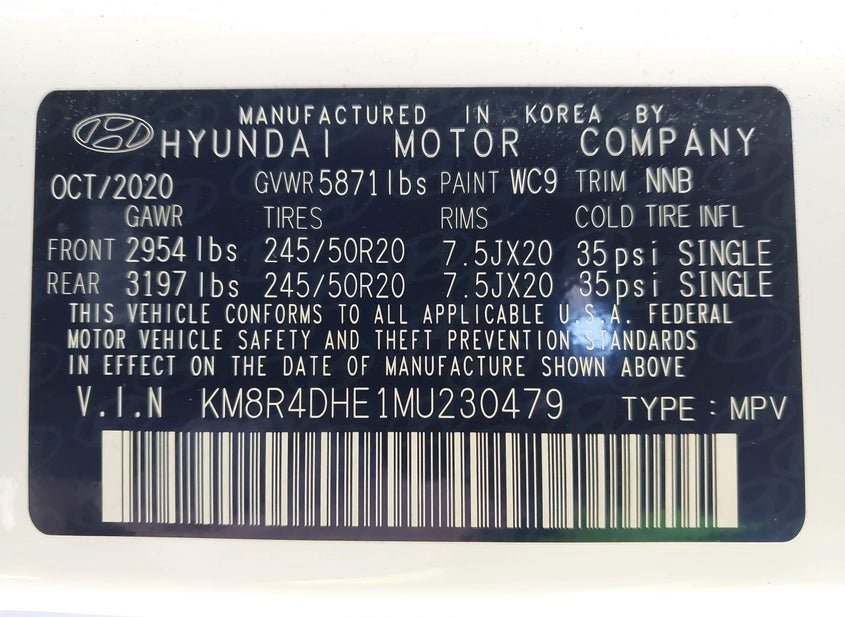 MANUFACTURED IN KOREA BY
HYUNDAI MOTOR COMPANY
OCT/2020 GVWR 5871lbs PAINT WC9 TRIM NNB
GAWR TIRES RIMS COLD TIRE INFL
FRONT 2954 lbs 245/50R20 7.5JX20 35psi SINGLE
REAR 3197 lbs 245/50R20 7.5JX20 35psi SINGLE
THIS VEHICLE CONFORMS TO ALL APPLICABLE U.S.A. FEDERAL
MOTOR VEHICLE SAFETY AND THEFT PREVENTION STANDARDS
IN EFFECT ON THE DATE OF MANUFACTURE SHOWN ABOVE
V.I.N KM8R4DHE1MU230479 TYPE : MPV